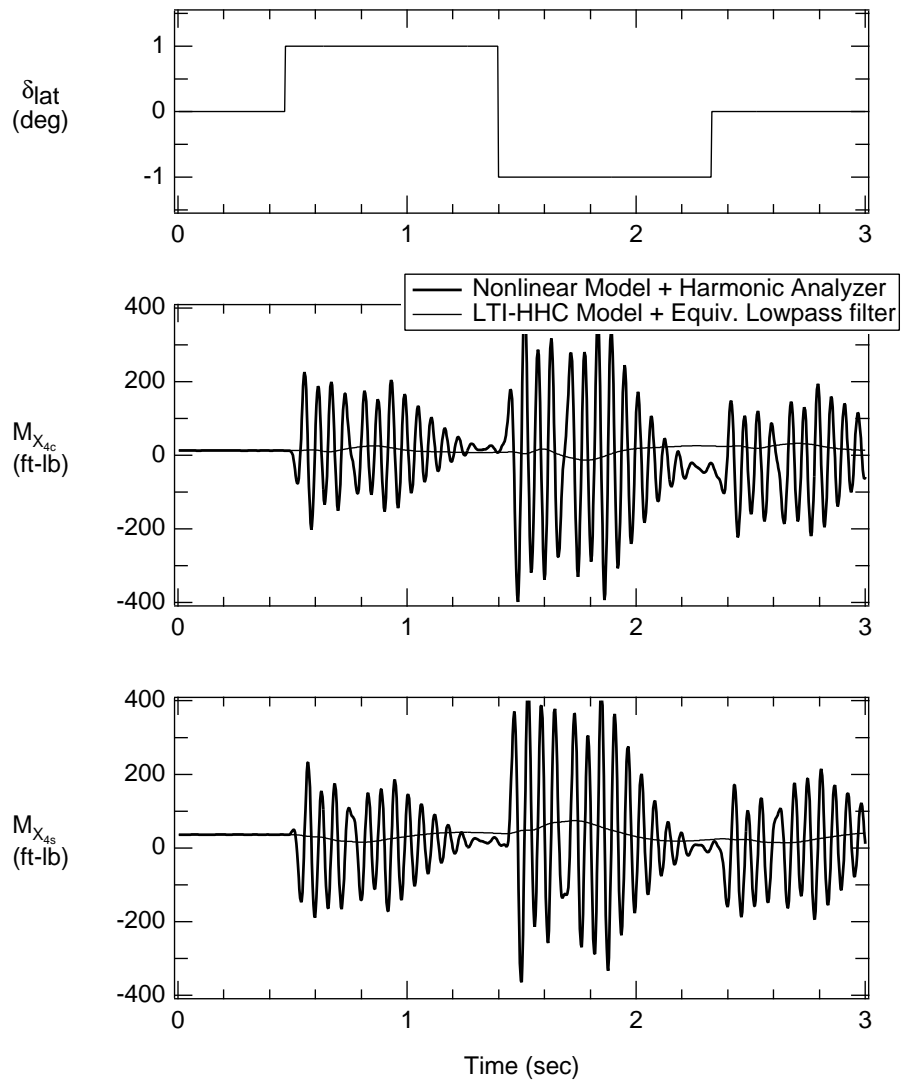 1
0
-1
δlat
(deg)
0 1 2 3
Nonlinear Model + Harmonic Analyzer
LTI-HHC Model + Equiv. Lowpass filter
400
200
0
-200
-400
MX4c
(ft-lb)
0 1 2 3
400
200
0
-200
-400
MX4s
(ft-lb)
0 1 2 3
Time (sec)